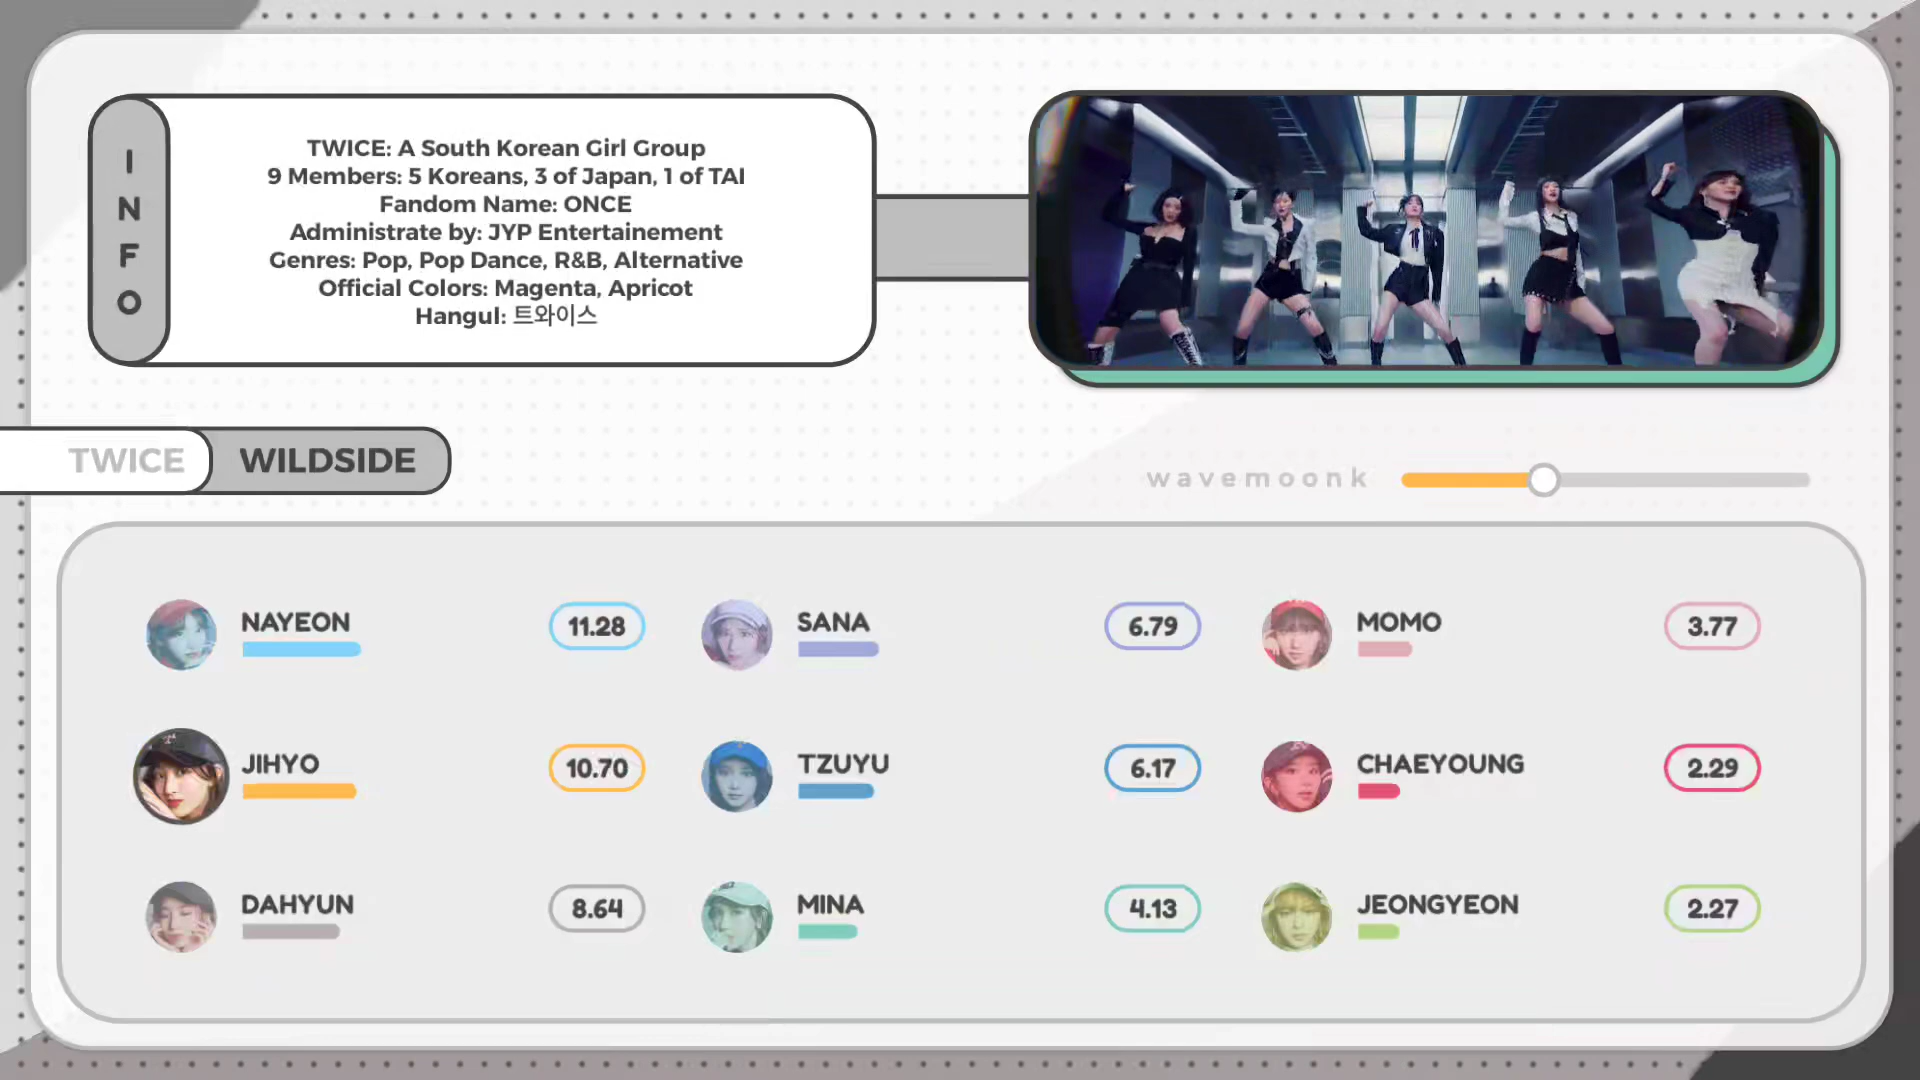 INFO
TWICE: A South Korean Girl Group
9 Members: 5 Koreans, 3 of Japan, 1 of TAI
Fandom Name: ONCE
Administrate by: JYP Entertainement
Genres: Pop, Pop Dance, R&B, Alternative
Official Colors: Magenta, Apricot
Hangul: 트와이스
TWICE WILDSIDE
wavemoonk
NAYEON 11.28
SANA 6.79
MOMO 3.77
JIHYO 10.70
TZUYU 6.17
CHAEYOUNG 2.29
DAHYUN 8.64
MINA 4.13
JEONGYEON 2.27